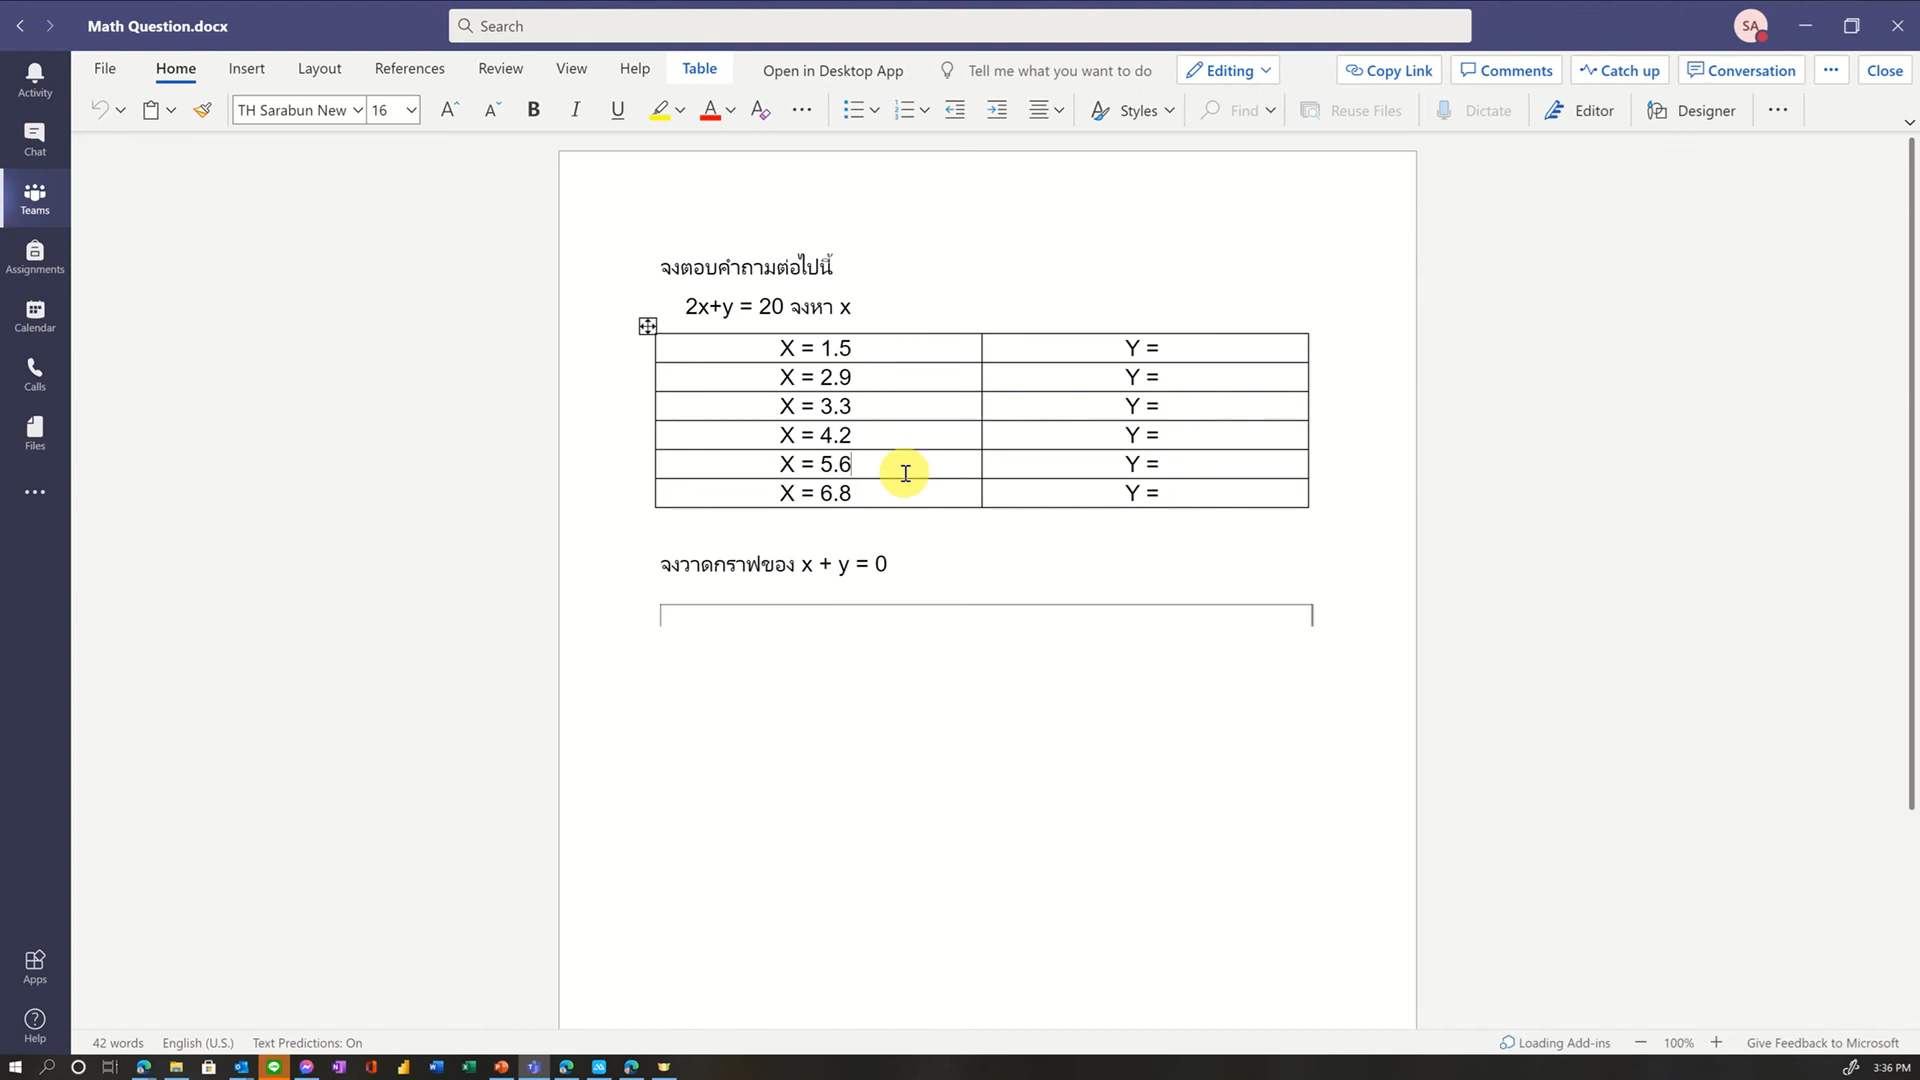 Math Question.docx
Search
SA
File Home Insert Layout References Review View Help Table Open in Desktop App Tell me what you want to do Editing Copy Link Comments Catch up Conversation Close
TH Sarabun New 16 B I U A Styles Find Reuse Files Dictate Editor Designer
Activity
Chat
Teams
Assignments
Calendar
Calls
Files
Apps
Help
จงตอบคำถามต่อไปนี้
2x+y = 20 จงหา x
X = 1.5 Y =
X = 2.9 Y =
X = 3.3 Y =
X = 4.2 Y =
X = 5.6 Y =
X = 6.8 Y =
จงวาดกราฟของ x + y = 0
42 words English (U.S.) Text Predictions: On Loading Add-ins 100% Give Feedback to Microsoft
3:36 PM